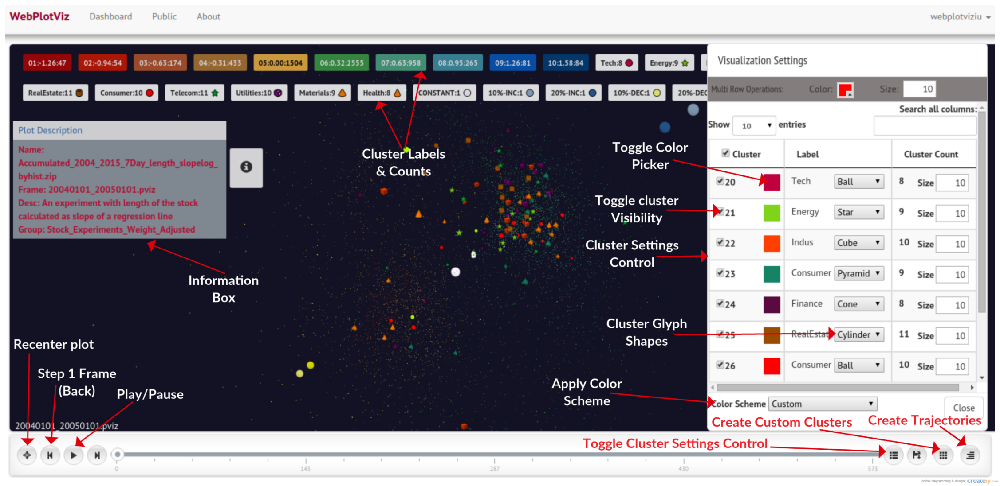 WebPlotViz Dashboard Public About webplotviziu
01:-1.26:47 02:-0.94:54 03:-0.63:174 04:-0.31:433 05:0.00:1504 06:0.32:2555 07:0.63:958 08:0.95:265 09:1.26:81 10:1.58:84 Tech:8 Energy:9
RealEstate:11 Consumer:10 Telecom:11 Utilities:10 Materials:9 Health:8 CONSTANT:1 10%-INC:1 20%-INC:1 10%-DEC:1 20%-DEC
Plot Description
Name:
Accumulated_2004_2015_7Day_length_slopelog_
byhist.zip
Frame: 20040101_20050101.pviz
Desc: An experiment with length of the stock
calculated as slope of a regression line
Group: Stock_Experiments_Weight_Adjusted
Cluster Labels
& Counts
Information
Box
Recenter plot
Step 1 Frame
(Back)
Play/Pause
20040101_20050101.pviz
Toggle Color
Picker
Toggle cluster
Visibility
Cluster Settings
Control
Cluster Glyph
Shapes
Apply Color
Scheme
Visualization Settings
Multi Row Operations: Color: Size: 10
Search all columns:
Show 10 entries
Cluster Label Cluster Count
20 Tech Ball 8 Size 10
21 Energy Star 9 Size 10
22 Indus Cube 10 Size 10
23 Consumer Pyramid 9 Size 10
24 Finance Cone 8 Size 10
25 RealEstat Cylinder 11 Size 10
26 Consumer Ball 10 Size 10
Color Scheme Custom
Close
Create Custom Clusters Create Trajectories
Toggle Cluster Settings Control
0 143 287 430 573
[online diagramming & design] creately.com